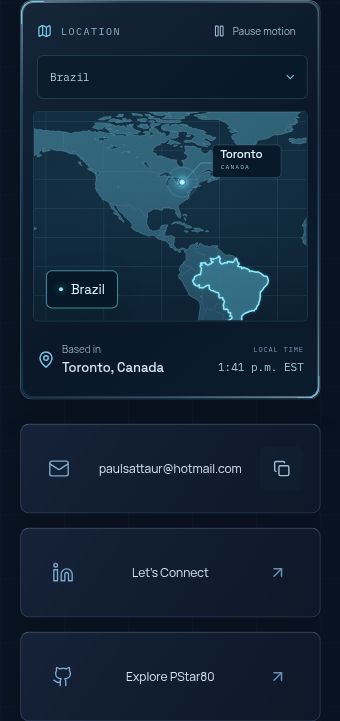 LOCATION
Pause motion
Brazil
Toronto
CANADA
Brazil
Based in
LOCAL TIME
Toronto, Canada
1:41 p.m. EST
paulsattaur@hotmail.com
Let's Connect
Explore PStar80